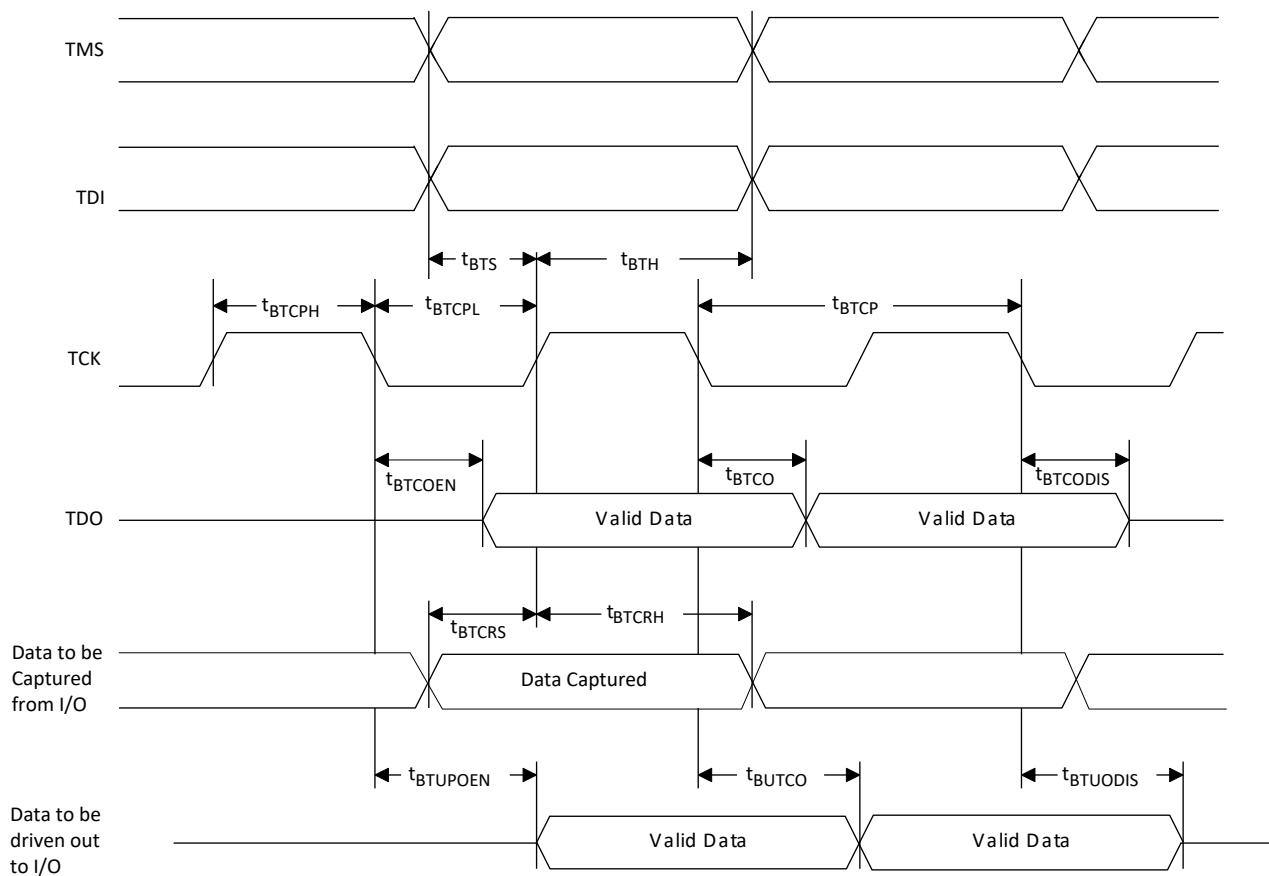 TMS
TDI
tBTS
tBTH
tBTCPH
tBTCPL
tBTCP
TCK
tBTCOEN
tBTCO
tBTCODIS
TDO
Valid Data
Valid Data
tBTCRS
tBTCRH
Data to be
Captured
from I/O
Data Captured
tBTUPOEN
tBUTCO
tBTUODIS
Data to be
driven out
to I/O
Valid Data
Valid Data